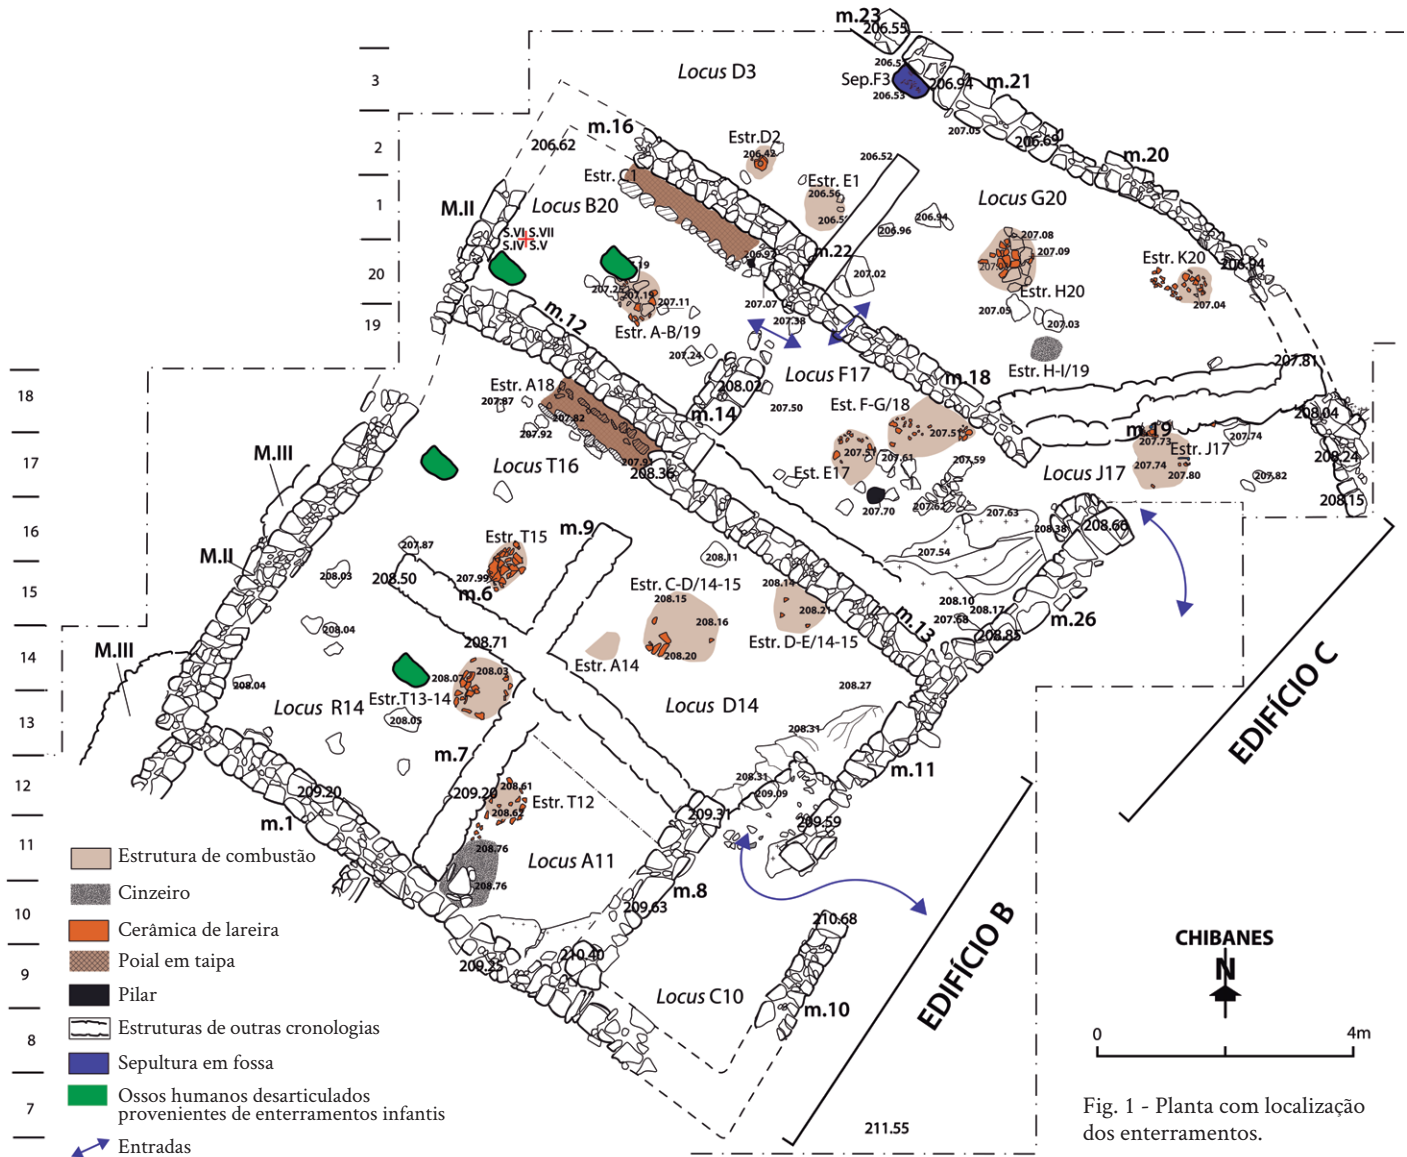 m.23
206.55
3
Locus D3
206.5
Sep.F3
206.53
206.94
m.21
207.05
206.69
m.20
2
m.16
206.62
Estr.D2
206.42
206.52
1
M.II
Locus B20
Estr. E1
206.56
206.5
Locus G20
206.94
206.96
S.VI S.VII
S.IV S.V
207.08
207.09
m.22
206.97
207.02
Estr. K20
206.94
20
207.11
Estr. H20
207.04
207.07
207.05
207.38
207.03
19
m.12
Estr. A-B/19
207.24
Estr. H-I/19
207.81
18
Estr. A18
207.87
207.82
207.92
208.02
Locus F17
m.18
207.50
Est. F-G/18
208.04
m.14
207.51
m.19
207.73
207.74
Estr. J17
17
M.III
Locus T16
207.91
208.36
207.51
207.61
Est. E17
207.59
Locus J17
207.74
207.80
207.82
208.24
208.15
207.70
207.62
207.63
208.38
208.66
16
m.9
Estr. T15
207.87
208.11
207.54
M.II
208.03
208.50
207.99
m.6
15
Estr. C-D/14-15
208.15
208.14
208.21
208.16
208.10
208.17
207.68
m.26
208.85
m.13
208.04
208.71
Estr. D-E/14-15
14
M.III
Estr. A14
208.20
208.04
208.07
208.03
Estr.T13-14
208.27
EDIFÍCIO C
13
Locus R14
208.05
Locus D14
208.31
m.7
m.11
12
209.20
209.20
208.61
208.62
Estr. T12
208.31
209.09
209.31
209.59
m.1
11
208.76
208.76
Locus A11
m.8
10
209.63
210.68
EDIFÍCIO B
9
209.25
210.40
Locus C10
m.10
8
7
211.55
Estrutura de combustão
Cinzeiro
Cerâmica de lareira
Poial em taipa
Pilar
Estruturas de outras cronologias
Sepultura em fossa
Ossos humanos desarticulados
provenientes de enterramentos infantis
Entradas
CHIBANES
N
0
4m
Fig. 1 - Planta com localização
dos enterramentos.